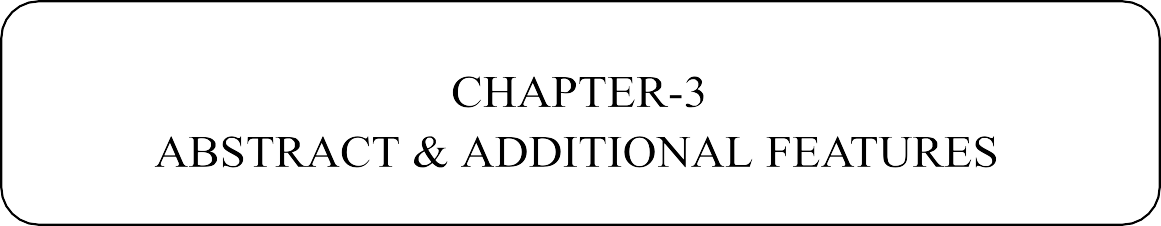 CHAPTER-3
ABSTRACT & ADDITIONAL FEATURES